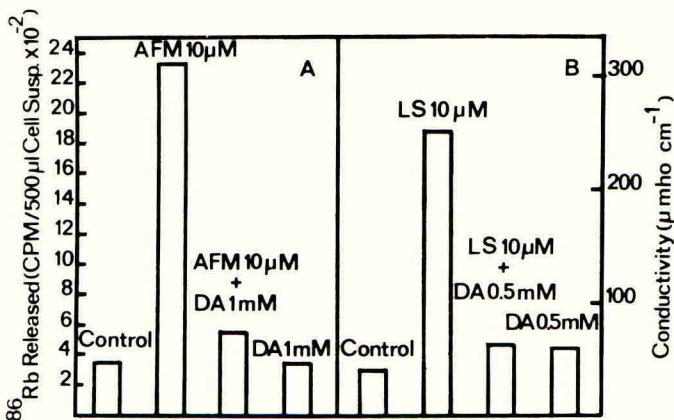 86Rb Released (CPM/500µl Cell Susp. x10-2)
24
22
20
18
16
14
12
10
8
6
4
2
A
AFM 10µM
Control
AFM 10µM
+
DA 1mM
DA 1mM
B
LS 10µM
Control
LS 10µM
+
DA 0.5mM
DA 0.5mM
300
200
100
Conductivity (µmho cm-1)